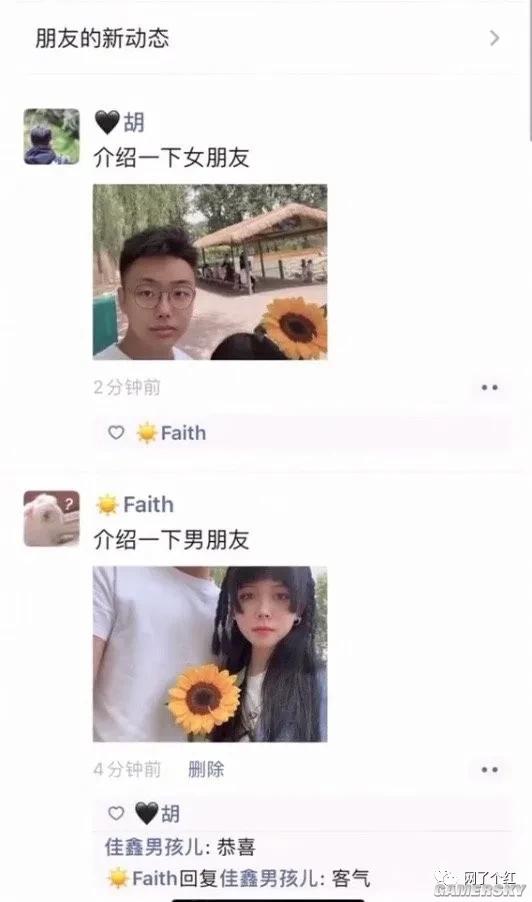 朋友的新动态
🖤胡
介绍一下女朋友
2分钟前
☀️Faith
☀️Faith
介绍一下男朋友
4分钟前 删除
🖤胡
佳鑫男孩儿: 恭喜
☀️Faith回复佳鑫男孩儿: 客气
网了个红
GAMERSKY